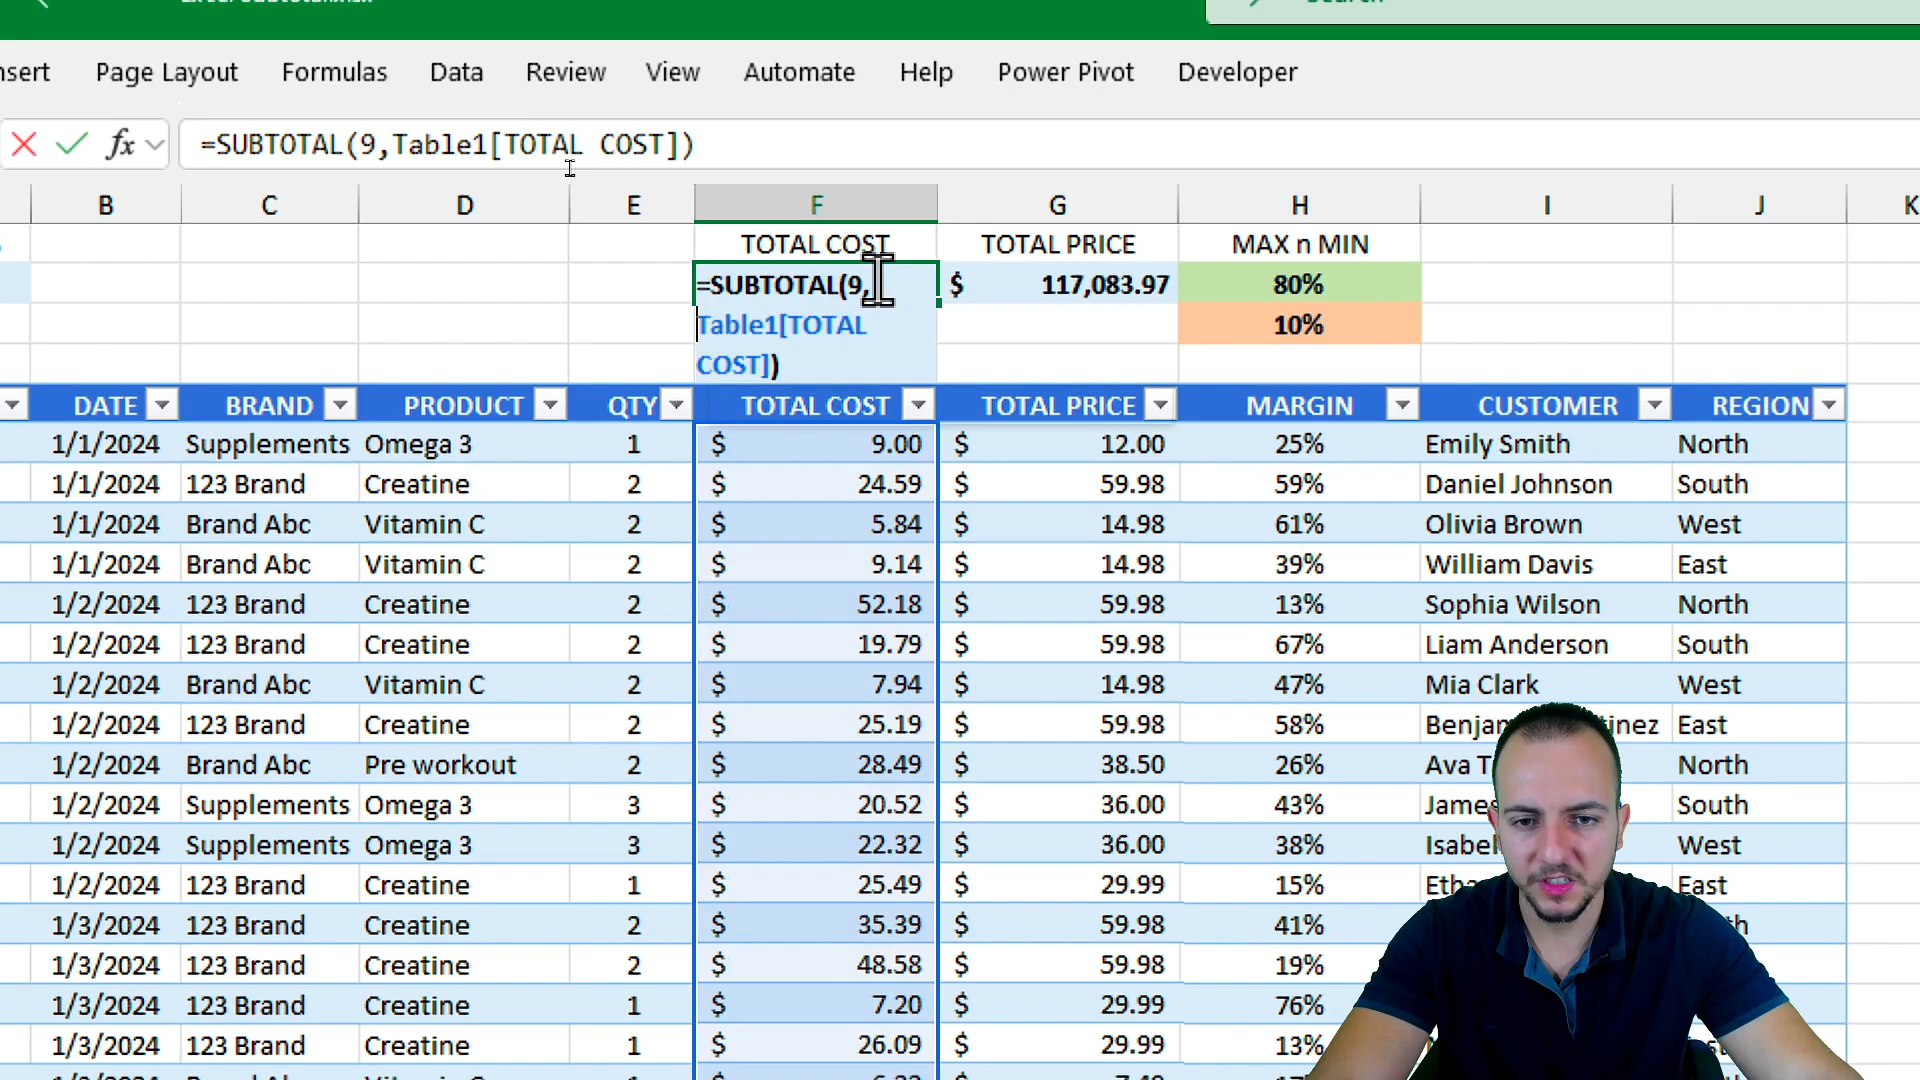 nsert Page Layout Formulas Data Review View Automate Help Power Pivot Developer
fx =SUBTOTAL(9,Table1[TOTAL COST])
B C D E F G H I J K
TOTAL COST TOTAL PRICE MAX n MIN
=SUBTOTAL(9, $ 117,083.97 80%
Table1[TOTAL 10%
COST])
DATE BRAND PRODUCT QTY TOTAL COST TOTAL PRICE MARGIN CUSTOMER REGION
1/1/2024 Supplements Omega 3 1 $ 9.00 $ 12.00 25% Emily Smith North
1/1/2024 123 Brand Creatine 2 $ 24.59 $ 59.98 59% Daniel Johnson South
1/1/2024 Brand Abc Vitamin C 2 $ 5.84 $ 14.98 61% Olivia Brown West
1/1/2024 Brand Abc Vitamin C 2 $ 9.14 $ 14.98 39% William Davis East
1/2/2024 123 Brand Creatine 2 $ 52.18 $ 59.98 13% Sophia Wilson North
1/2/2024 123 Brand Creatine 2 $ 19.79 $ 59.98 67% Liam Anderson South
1/2/2024 Brand Abc Vitamin C 2 $ 7.94 $ 14.98 47% Mia Clark West
1/2/2024 123 Brand Creatine 2 $ 25.19 $ 59.98 58% East
1/2/2024 Brand Abc Pre workout 2 $ 28.49 $ 38.50 26% Ava North
1/2/2024 Supplements Omega 3 3 $ 20.52 $ 36.00 43% James South
1/2/2024 Supplements Omega 3 3 $ 22.32 $ 36.00 38% Isabel West
1/2/2024 123 Brand Creatine 1 $ 25.49 $ 29.99 15% East
1/3/2024 123 Brand Creatine 2 $ 35.39 $ 59.98 41%
1/3/2024 123 Brand Creatine 2 $ 48.58 $ 59.98 19%
1/3/2024 123 Brand Creatine 1 $ 7.20 $ 29.99 76%
1/3/2024 123 Brand Creatine 1 $ 26.09 $ 29.99 13%